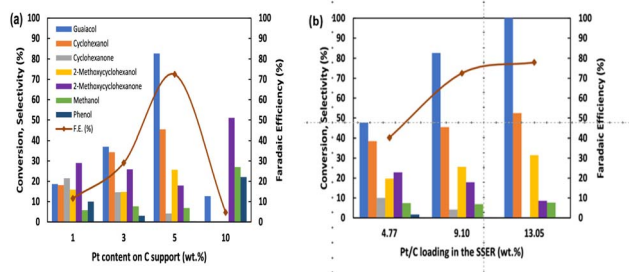 (a)
Conversion, Selectivity (%)
100
90
80
70
60
50
40
30
20
10
0
Guaiacol
Cyclohexanol
Cyclohexanone
2-Methoxycyclohexanol
2-Methoxycyclohexanone
Methanol
Phenol
F.E. (%)
100
90
80
70
60
50
40
30
20
10
0
Faradaic Efficiency (%)
1 3 5 10
Pt content on C support (wt.%)
(b)
Conversion, Selectivity (%)
100
90
80
70
60
50
40
30
20
10
0
100
90
80
70
60
50
40
30
20
10
0
Faradaic Efficiency (%)
4.77 9.10 13.05
Pt/C loading in the SSER (wt.%)